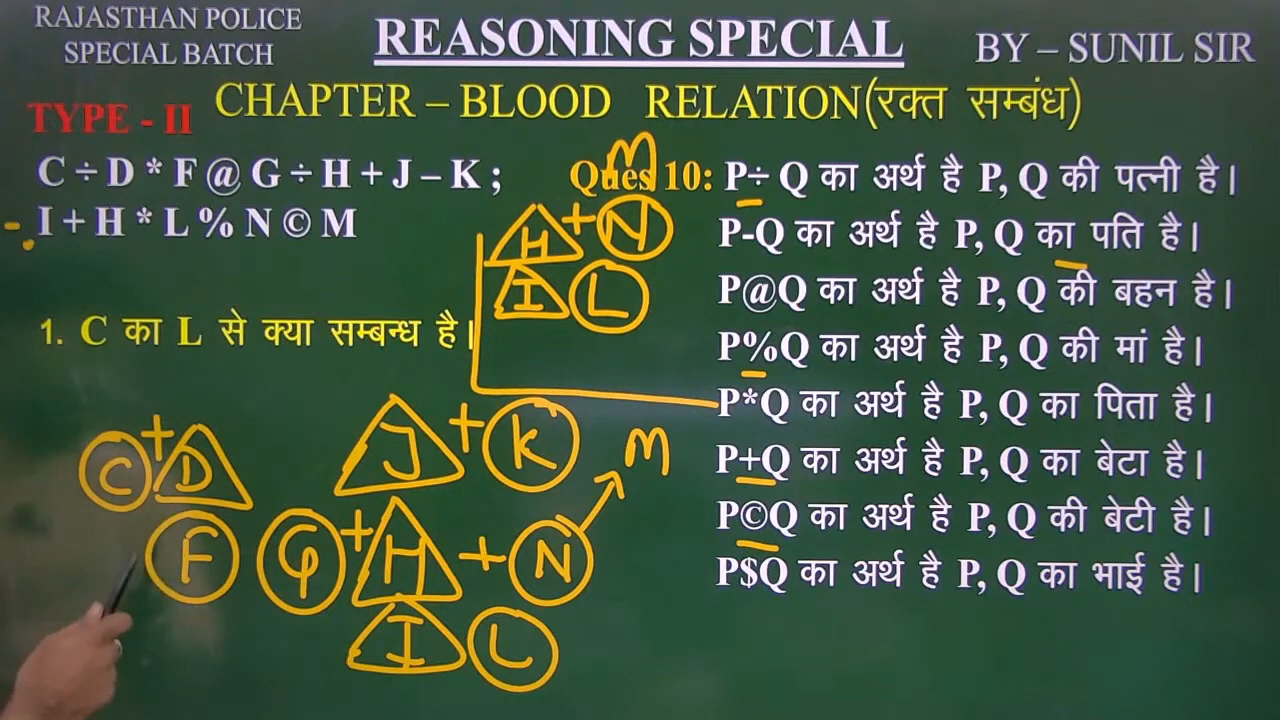 RAJASTHAN POLICE
SPECIAL BATCH
REASONING SPECIAL
BY – SUNIL SIR
CHAPTER – BLOOD RELATION(रक्त सम्बंध)
TYPE - II
C ÷ D * F @ G ÷ H + J – K ;
I + H * L % N © M
1. C का L से क्या सम्बन्ध है।
Ques 10: P÷ Q का अर्थ है P, Q की पत्नी है।
P-Q का अर्थ है P, Q का पति है।
P@Q का अर्थ है P, Q की बहन है।
P%Q का अर्थ है P, Q की मां है।
P*Q का अर्थ है P, Q का पिता है।
P+Q का अर्थ है P, Q का बेटा है।
P©Q का अर्थ है P, Q की बेटी है।
P$Q का अर्थ है P, Q का भाई है।
m
H + N
I L
J + K
m
C + D
F G + H + N
I L